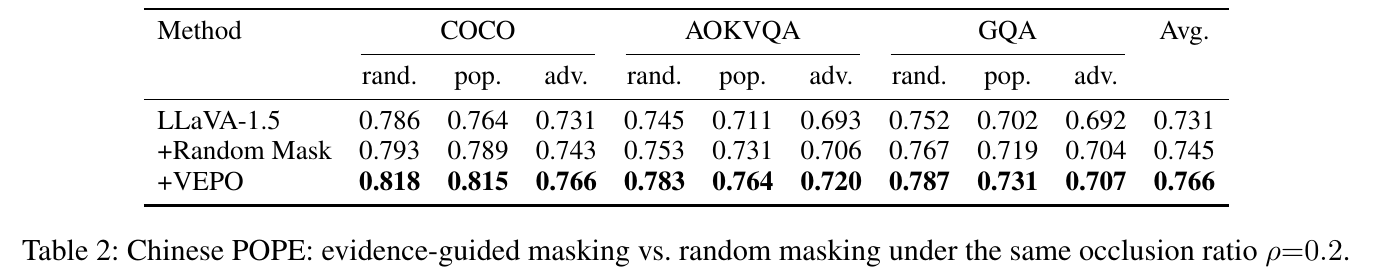 Method COCO AOKVQA GQA Avg.
rand. pop. adv. rand. pop. adv. rand. pop. adv.
LLaVA-1.5 0.786 0.764 0.731 0.745 0.711 0.693 0.752 0.702 0.692 0.731
+Random Mask 0.793 0.789 0.743 0.753 0.731 0.706 0.767 0.719 0.704 0.745
+VEPO 0.818 0.815 0.766 0.783 0.764 0.720 0.787 0.731 0.707 0.766
Table 2: Chinese POPE: evidence-guided masking vs. random masking under the same occlusion ratio ρ=0.2.